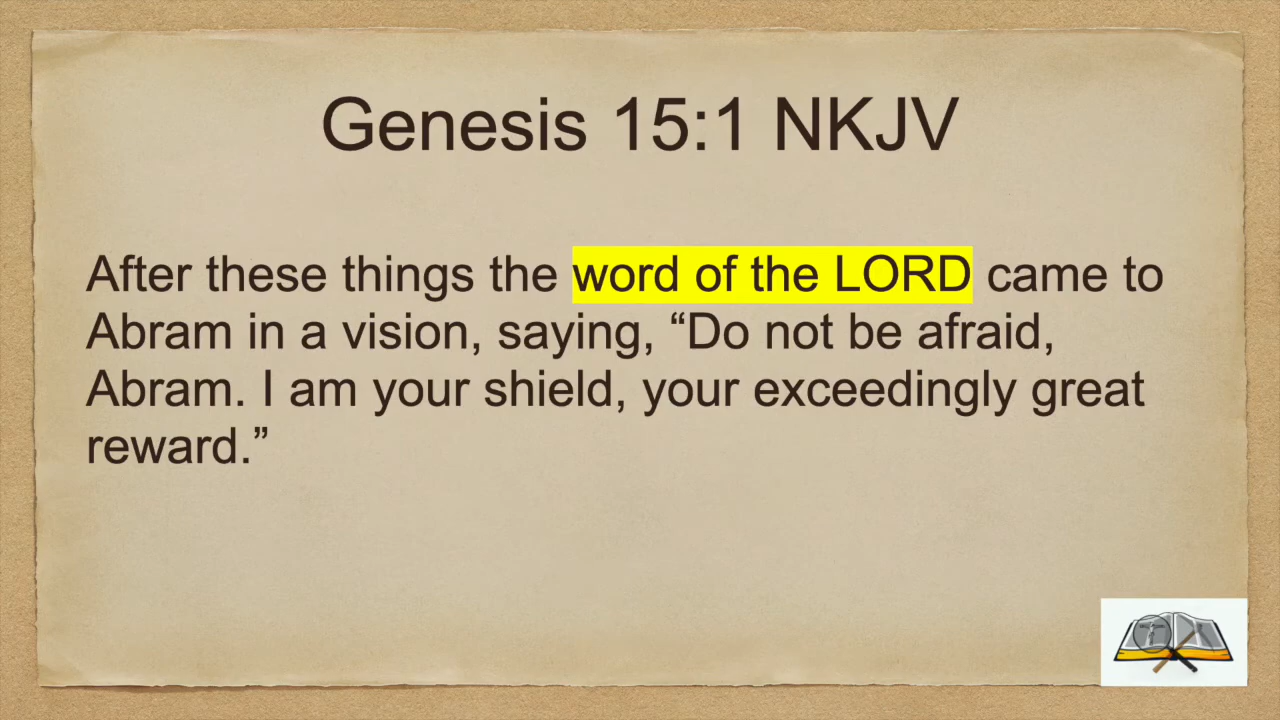 Genesis 15:1 NKJV
After these things the word of the LORD came to
Abram in a vision, saying, “Do not be afraid,
Abram. I am your shield, your exceedingly great
reward.”